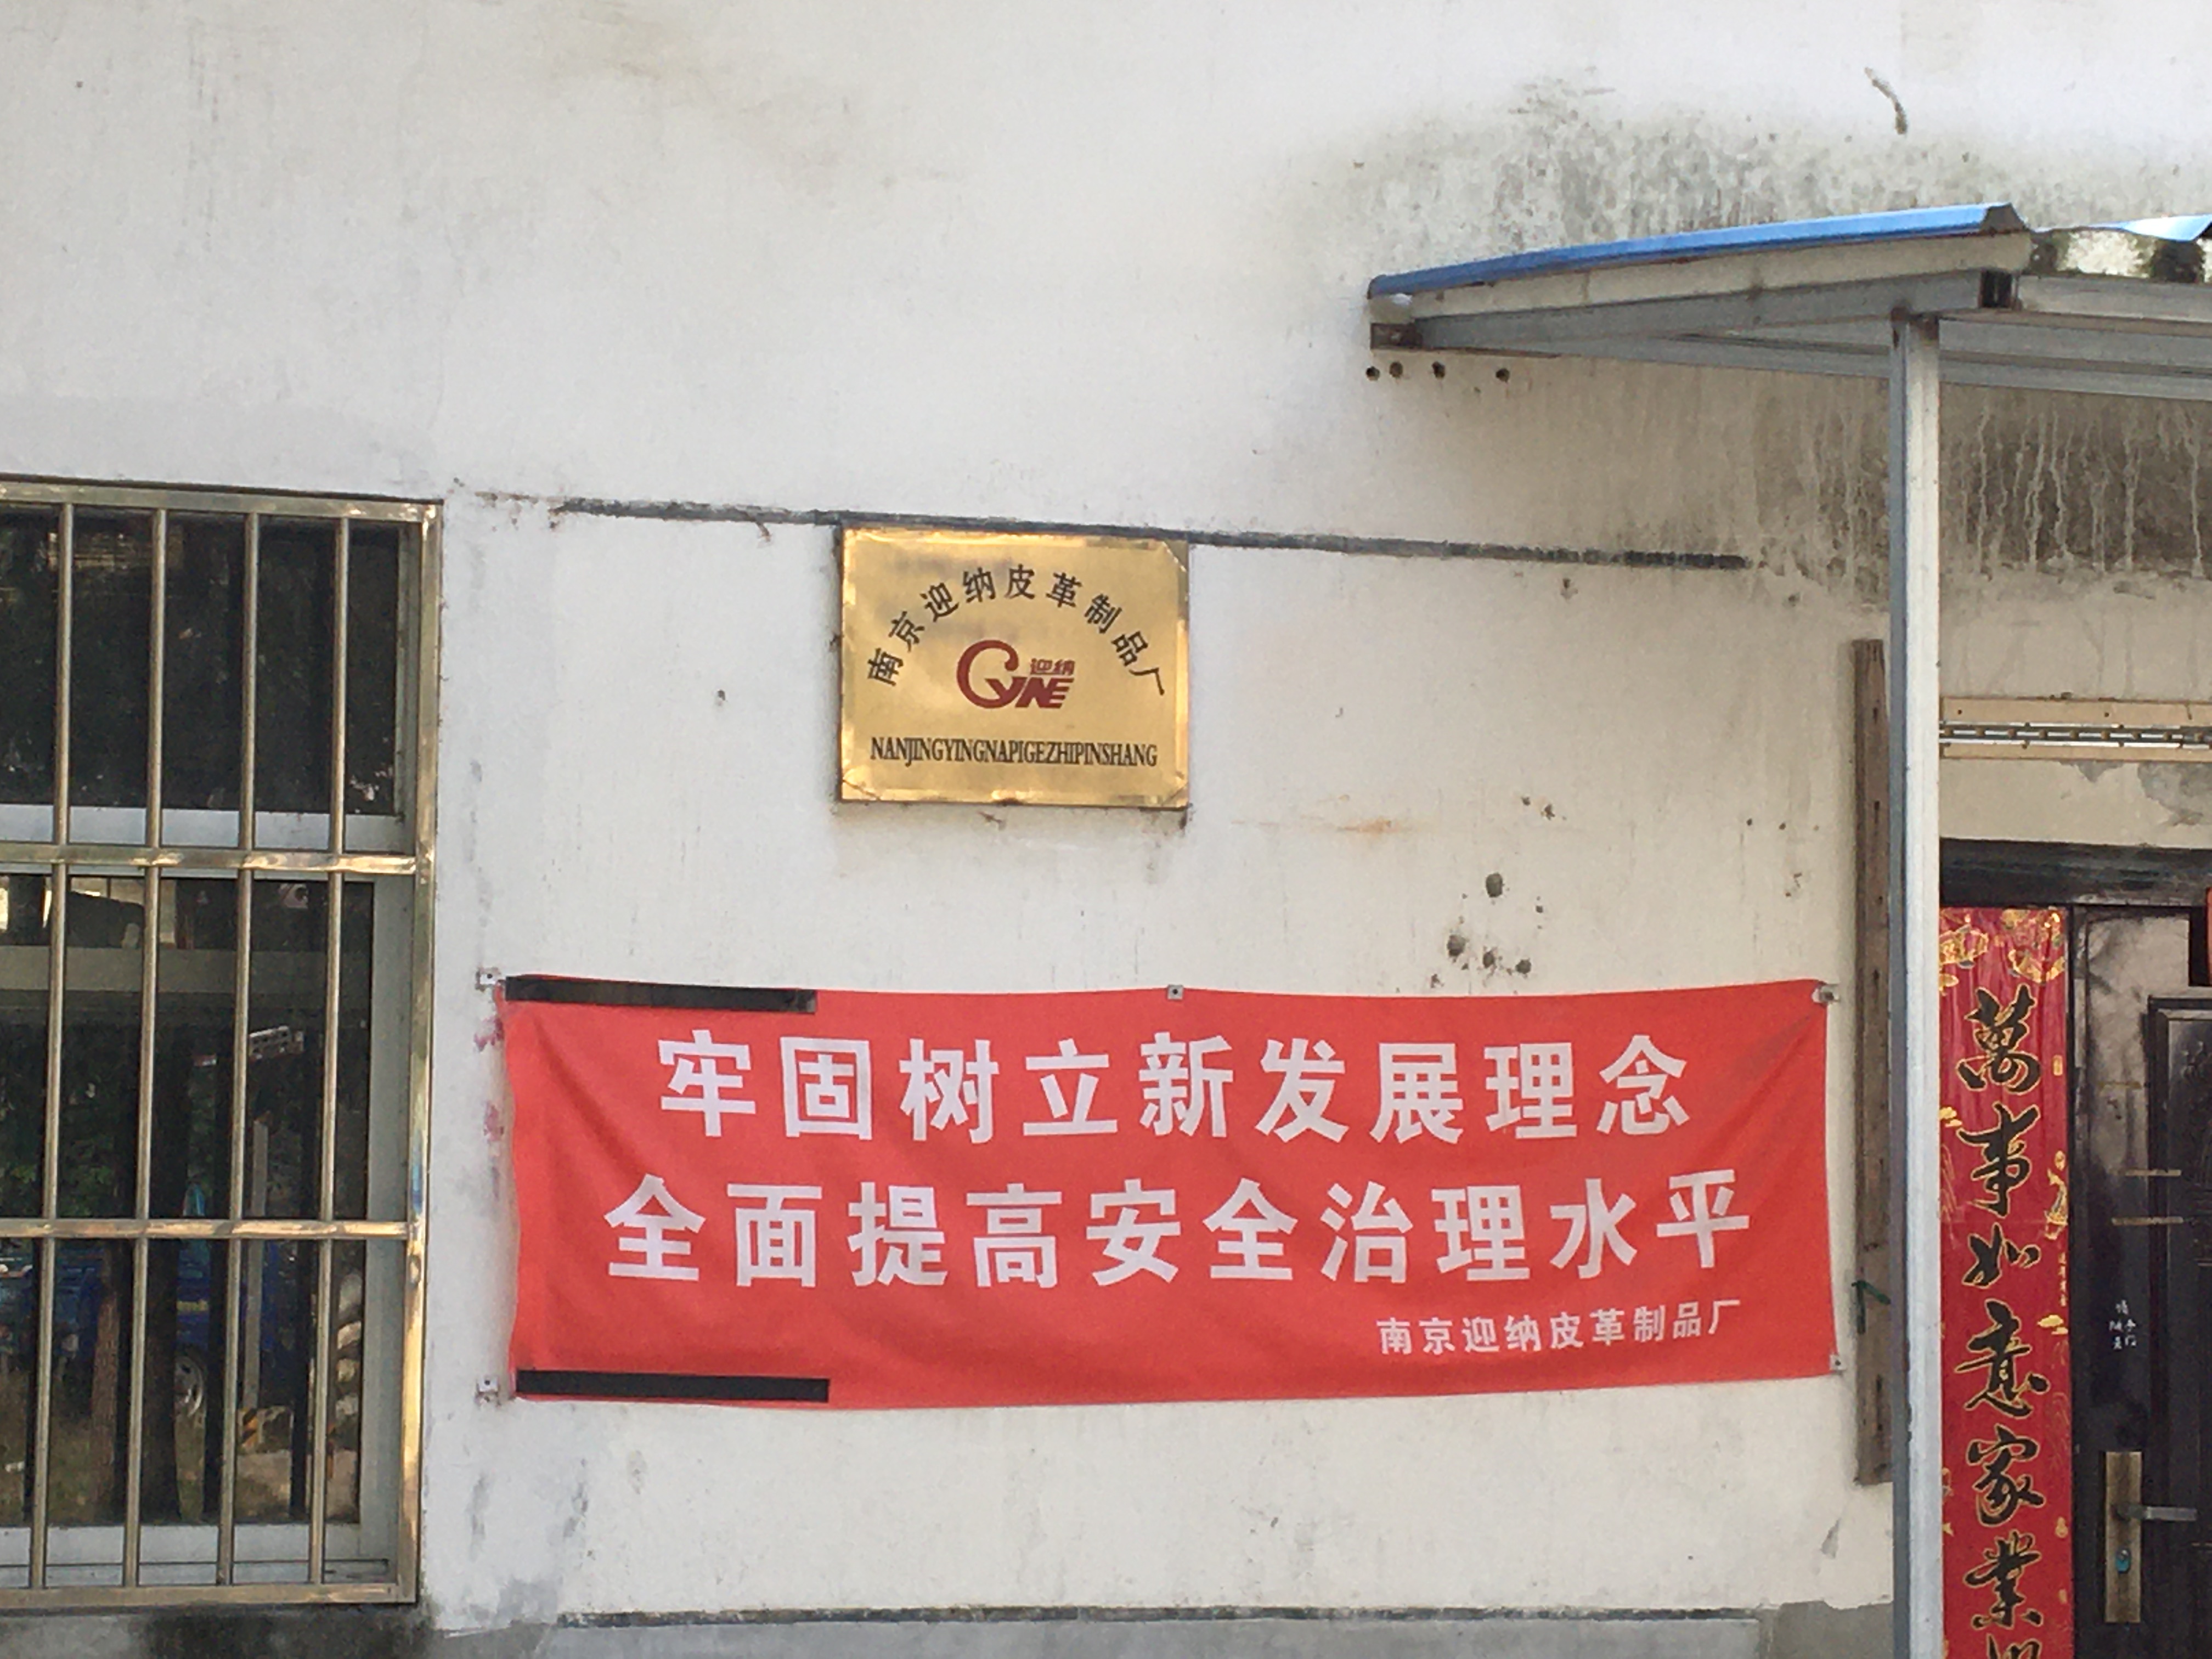 南京迎纳皮革制品厂
迎纳
YNE
NANJINGYINGNAPIGEZHIPINSHANG
牢固树立新发展理念
全面提高安全治理水平
南京迎纳皮革制品厂
萬事如意家業